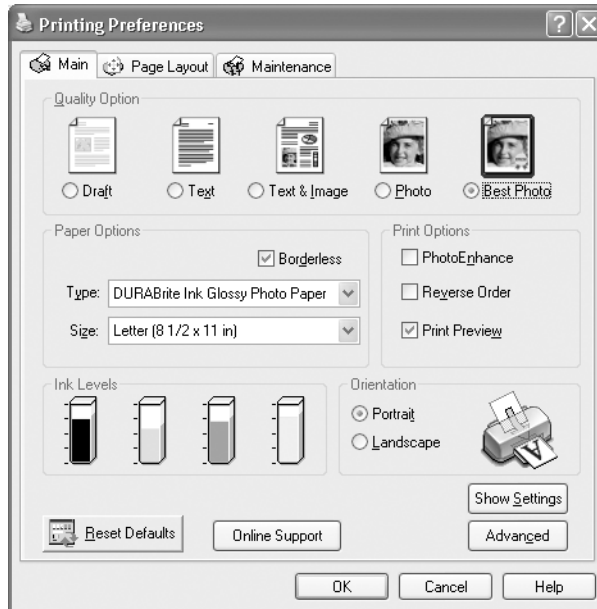 Printing Preferences
Main Page Layout Maintenance
Quality Option
Draft Text Text & Image Photo Best Photo
Paper Options
Borderless
Type: DURABrite Ink Glossy Photo Paper
Size: Letter (8 1/2 x 11 in)
Print Options
PhotoEnhance
Reverse Order
Print Preview
Ink Levels
Orientation
Portrait
Landscape
A
Show Settings
Reset Defaults Online Support Advanced
OK Cancel Help